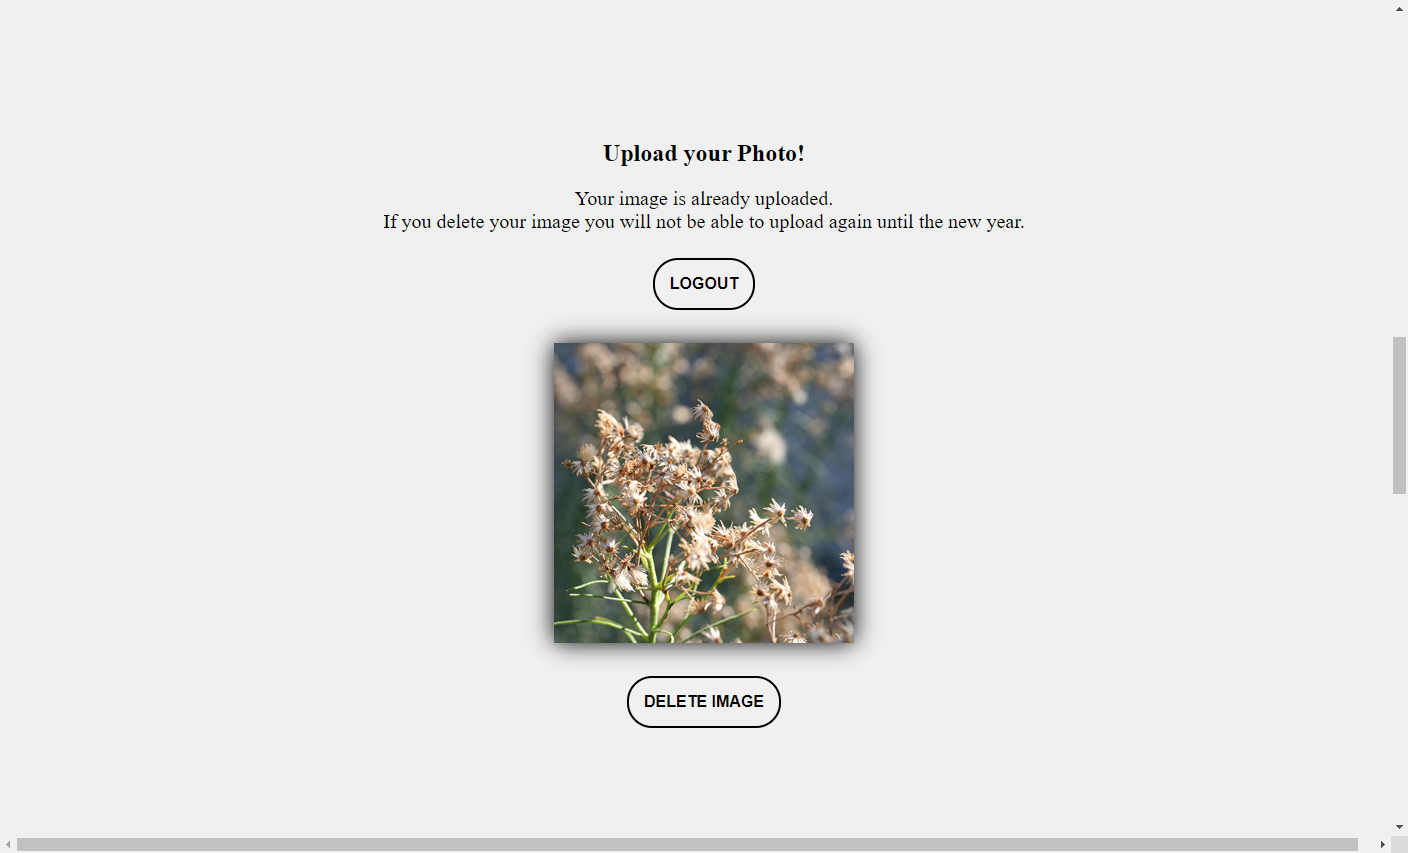 Upload your Photo!
Your image is already uploaded.
If you delete your image you will not be able to upload again until the new year.
LOGOUT
DELETE IMAGE